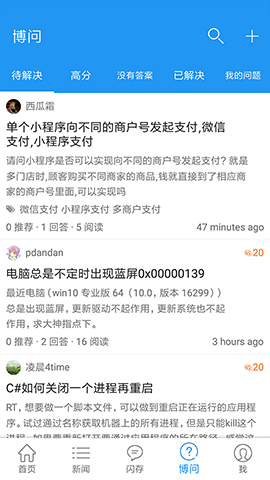 博问
待解决 高分 没有答案 已解决 我的问题
西瓜霜
单个小程序向不同的商户号发起支付,微信
支付,小程序支付
请问小程序是否可以实现向不同的商户号发起支付? 就是
多门店时,顾客购买不同商家的商品,钱就直接到了相应商
家的商户号里面,可以实现吗
微信支付 小程序支付 多商户支付
0 推荐 · 1 回答 · 5 阅读 47 minutes ago
pdandan 20
电脑总是不定时出现蓝屏0x00000139
最近电脑（win10 专业版 64（10.0，版本 16299））
总是出现蓝屏，更新驱动不起作用，更新系统也不起
作用，求大神指点下。
0 推荐 · 2 回答 · 16 阅读 3 hours ago
凌晨4time 20
C#如何关闭一个进程再重启
RT，想要做一个脚本文件，可以做到重启正在运行的应用程
序。试过通过名称获取机器上的所有进程，但是只能kill这个
进程，如果要重新打开要通过应用程序的所在路径，感觉这
首页 新闻 闪存 博问 我